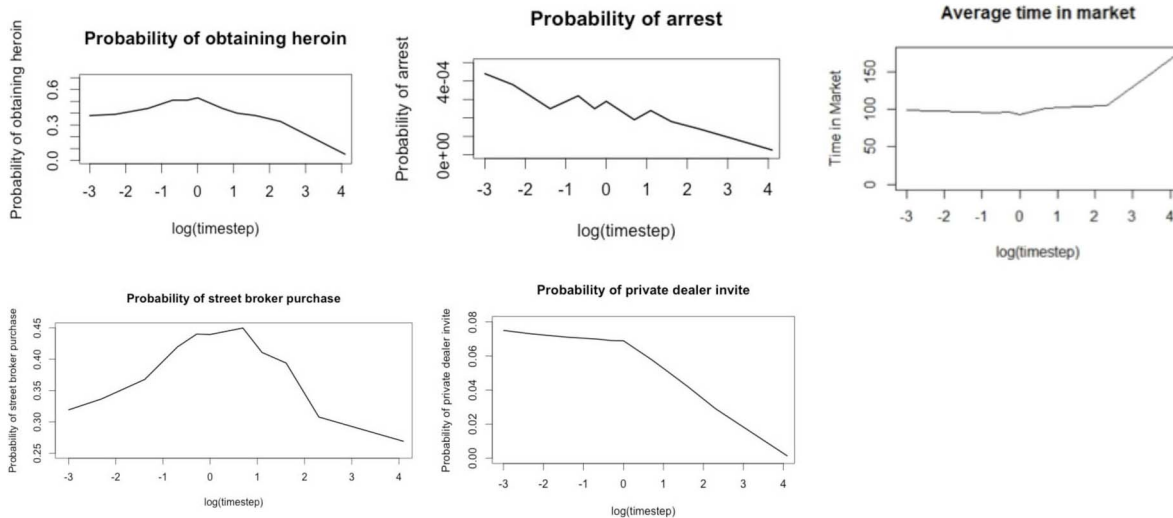 Probability of obtaining heroin
Probability of obtaining heroin
0.0 0.3 0.6
-3 -2 -1 0 1 2 3 4
log(timestep)
Probability of arrest
Probability of arrest
0e+00 4e-04
-3 -2 -1 0 1 2 3 4
log(timestep)
Average time in market
Time in Market
0 50 100 150
-3 -2 -1 0 1 2 3 4
log(timestep)
Probability of street broker purchase
Probability of street broker purchase
0.25 0.30 0.35 0.40 0.45
-3 -2 -1 0 1 2 3 4
log(timestep)
Probability of private dealer invite
Probability of private dealer invite
0.00 0.02 0.04 0.06 0.08
-3 -2 -1 0 1 2 3 4
log(timestep)